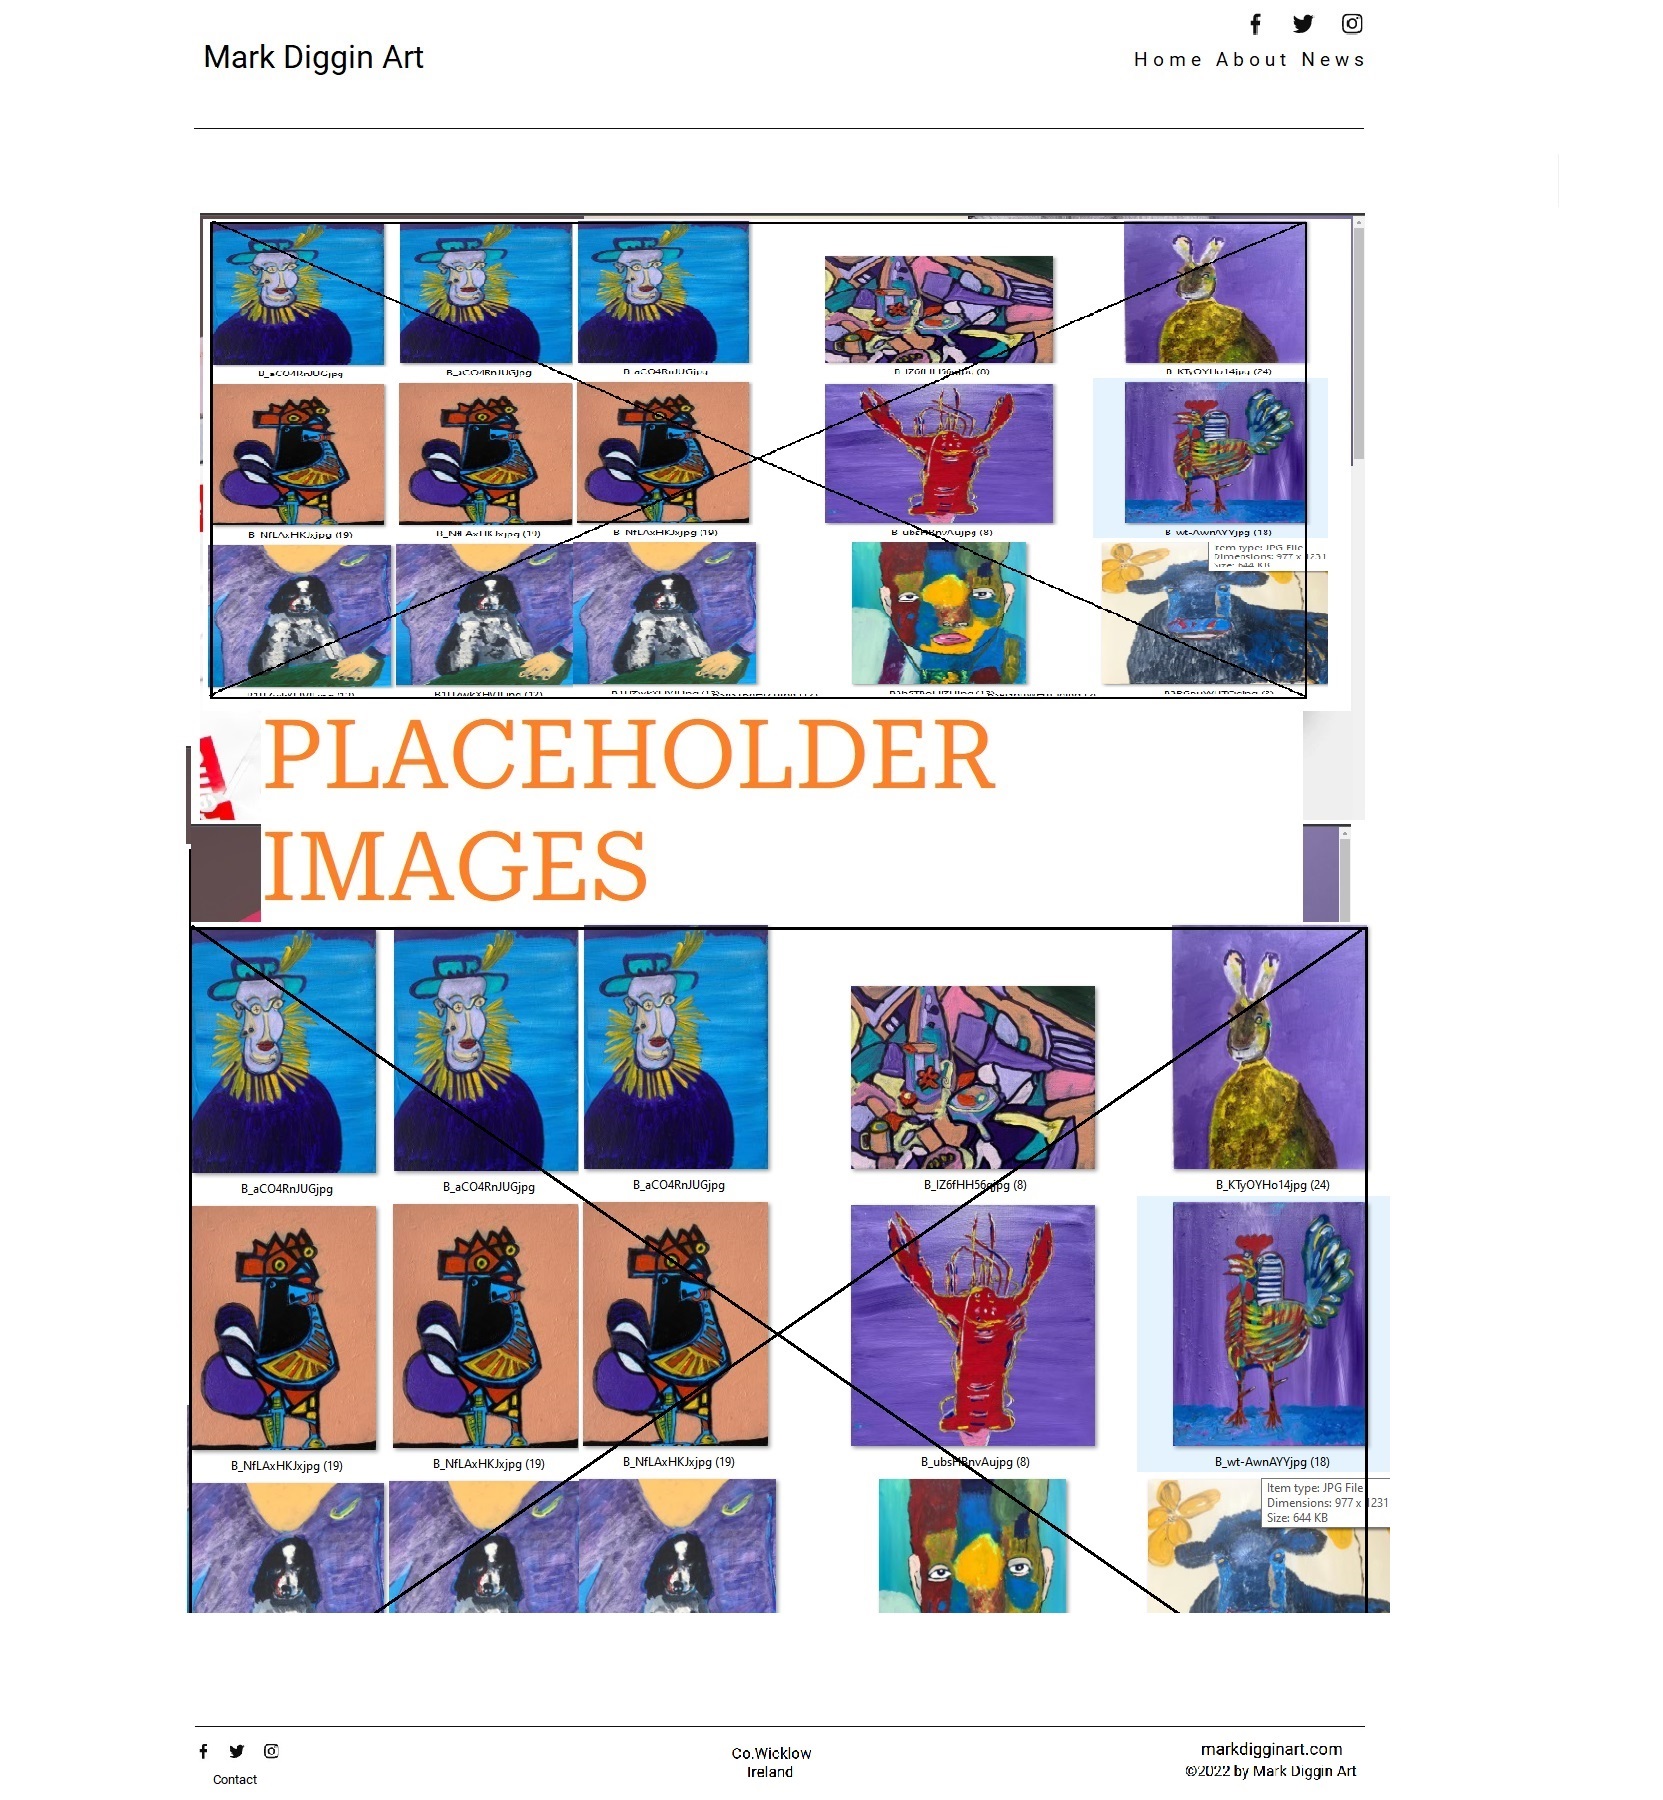 Mark Diggin Art
Home About News
B_aCO4RnJUGjpg B_aCO4RnJUGjpg B_aCO4RnJUGjpg B_IZ6fHH56qjpg (8) B_KTyOYHo14jpg (24)
B_NfLAxHKJxjpg (19) B_NfLAxHKJxjpg (19) B_NfLAxHKJxjpg (19) B_ubsHBnvAujpg (8) B_wt-AwnAYYjpg (18)
Item type: JPG File
Dimensions: 977 x 1231
Size: 644 KB
PLACEHOLDER
IMAGES
B_aCO4RnJUGjpg B_aCO4RnJUGjpg B_aCO4RnJUGjpg B_IZ6fHH56qjpg (8) B_KTyOYHo14jpg (24)
B_NfLAxHKJxjpg (19) B_NfLAxHKJxjpg (19) B_NfLAxHKJxjpg (19) B_ubsHBnvAujpg (8) B_wt-AwnAYYjpg (18)
Item type: JPG File
Dimensions: 977 x 1231
Size: 644 KB
Contact
Co.Wicklow
Ireland
markdigginart.com
©2022 by Mark Diggin Art